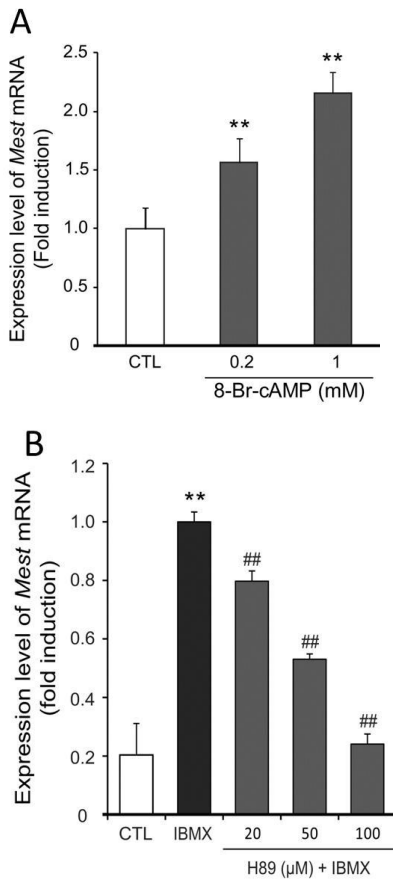 A
Expression level of Mest mRNA
(Fold induction)
2.5
2.0
1.5
1.0
0.5
0
**
**
CTL
0.2
1
8-Br-cAMP (mM)
B
Expression level of Mest mRNA
(fold induction)
1.2
1.0
0.8
0.6
0.4
0.2
0
**
##
##
##
CTL
IBMX
20
50
100
H89 (µM) + IBMX